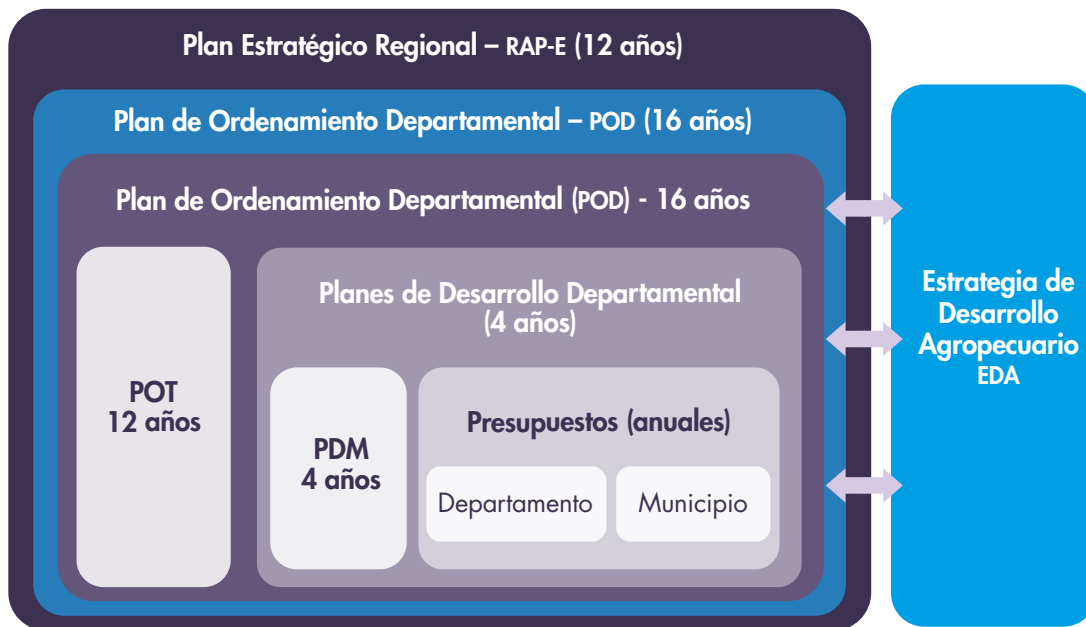 Plan Estratégico Regional – RAP-E (12 años)
Plan de Ordenamiento Departamental – POD (16 años)
Plan de Ordenamiento Departamental (POD) - 16 años
POT
12 años
Planes de Desarrollo Departamental
(4 años)
PDM
4 años
Presupuestos (anuales)
Departamento
Municipio
Estrategia de
Desarrollo
Agropecuario
EDA